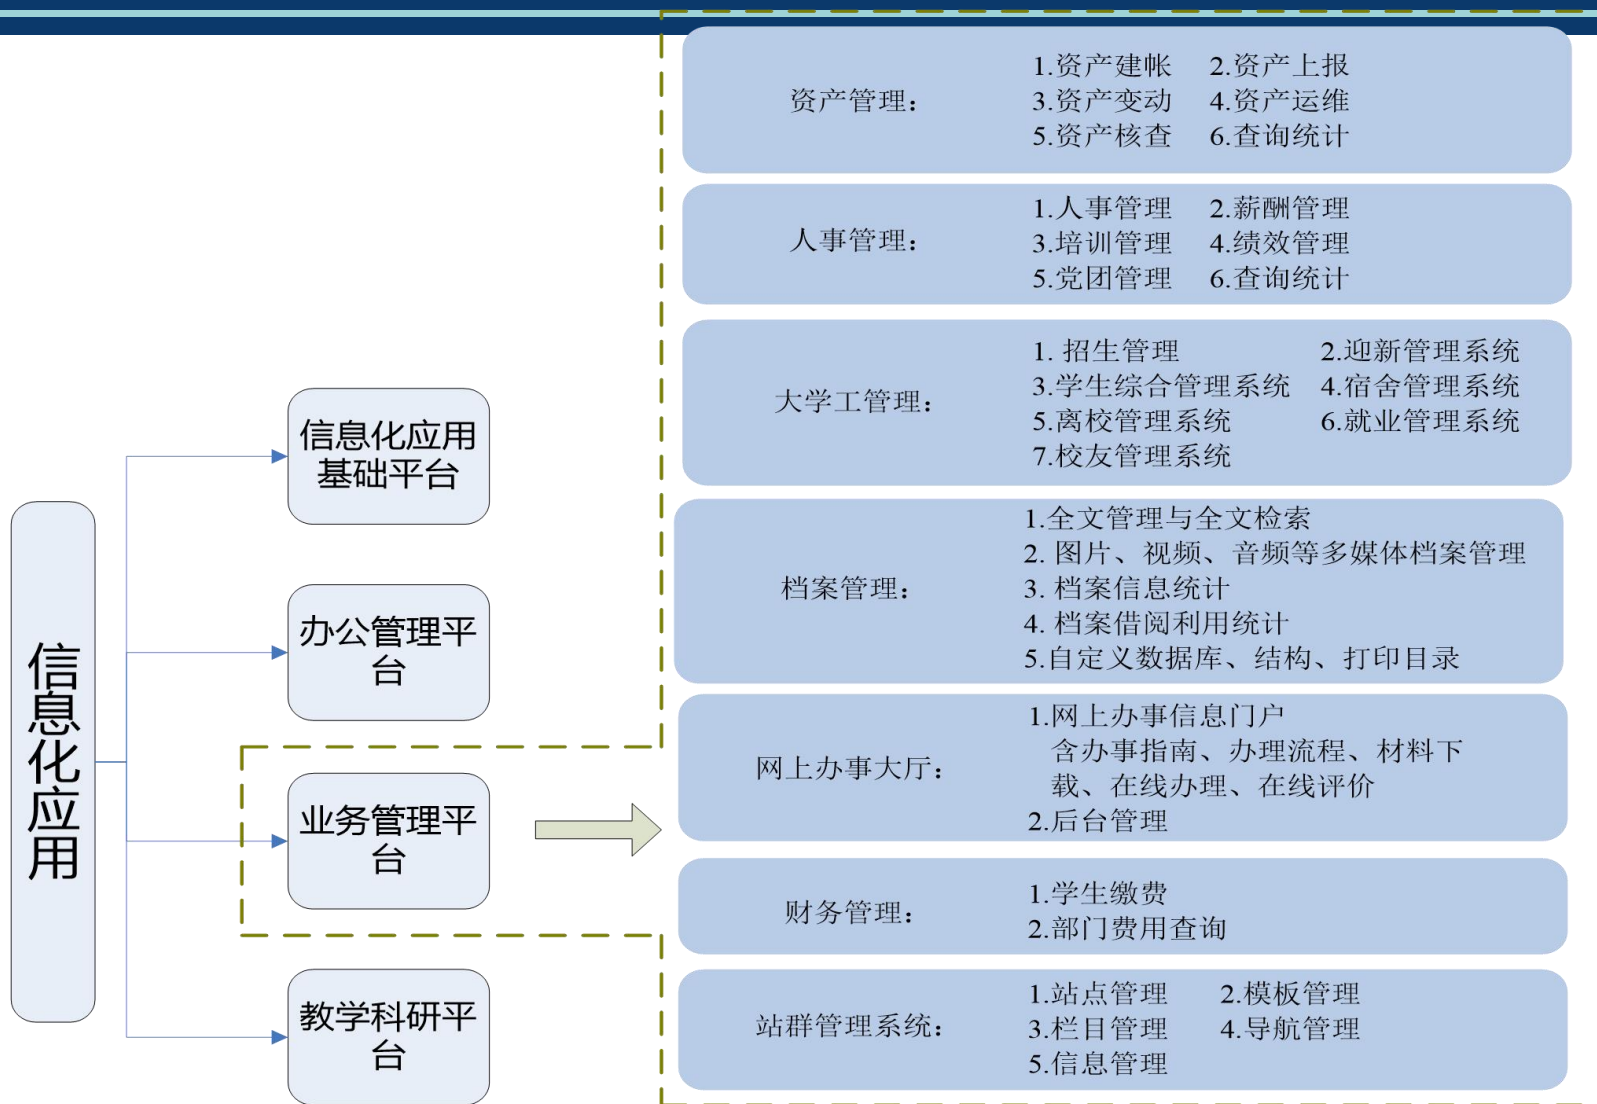 信息化应用
信息化应用
基础平台
办公管理平
台
业务管理平
台
教学科研平
台
资产管理：
1.资产建帐 2.资产上报
3.资产变动 4.资产运维
5.资产核查 6.查询统计
人事管理：
1.人事管理 2.薪酬管理
3.培训管理 4.绩效管理
5.党团管理 6.查询统计
大学工管理：
1. 招生管理 2.迎新管理系统
3.学生综合管理系统 4.宿舍管理系统
5.离校管理系统 6.就业管理系统
7.校友管理系统
档案管理：
1.全文管理与全文检索
2. 图片、视频、音频等多媒体档案管理
3. 档案信息统计
4. 档案借阅利用统计
5.自定义数据库、结构、打印目录
网上办事大厅：
1.网上办事信息门户
含办事指南、办理流程、材料下
载、在线办理、在线评价
2.后台管理
财务管理：
1.学生缴费
2.部门费用查询
站群管理系统：
1.站点管理 2.模板管理
3.栏目管理 4.导航管理
5.信息管理